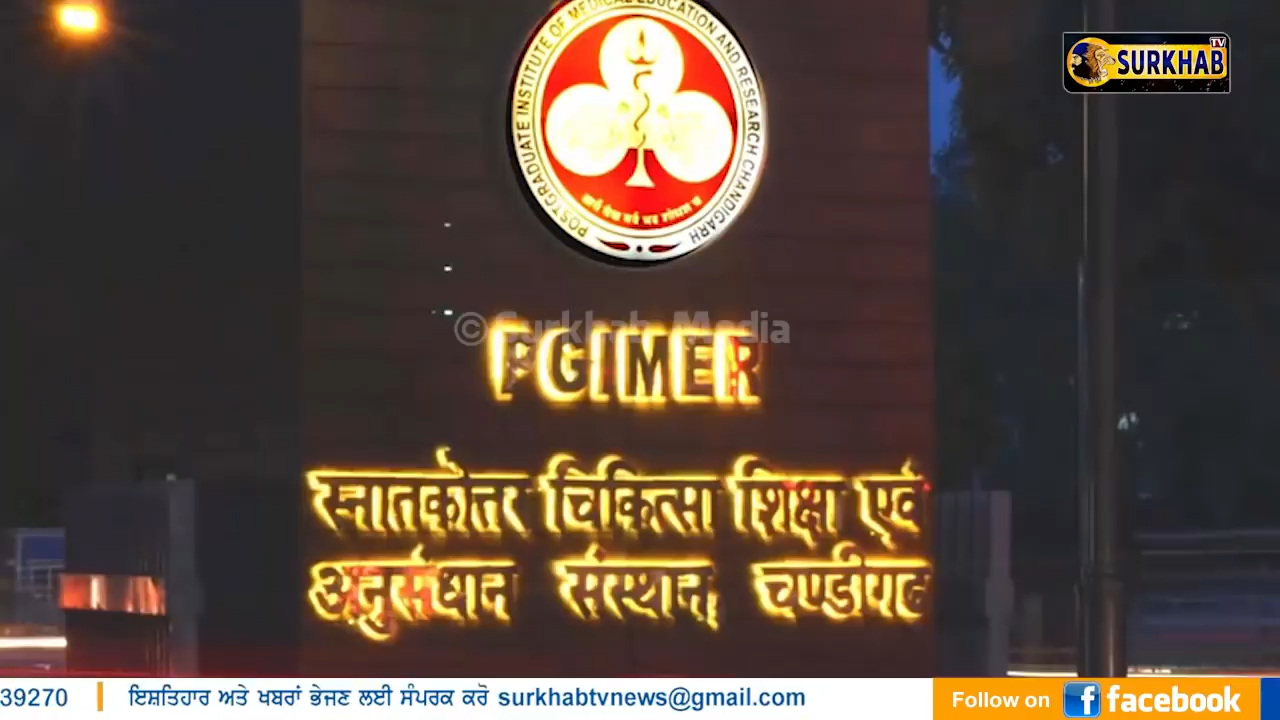 POSTGRADUATE INSTITUTE OF MEDICAL EDUCATION AND RESEARCH CHANDIGARH
SURKHAB TV
© Surkhab Media
PGIMER
स्नातकोत्तर चिकित्सा शिक्षा एवं
अनुसंधान संस्थान, चण्डीगढ़
39270 | ਇਸ਼ਤਿਹਾਰ ਅਤੇ ਖਬਰਾਂ ਭੇਜਣ ਲਈ ਸੰਪਰਕ ਕਰੋ surkhabtvnews@gmail.com
Follow on facebook